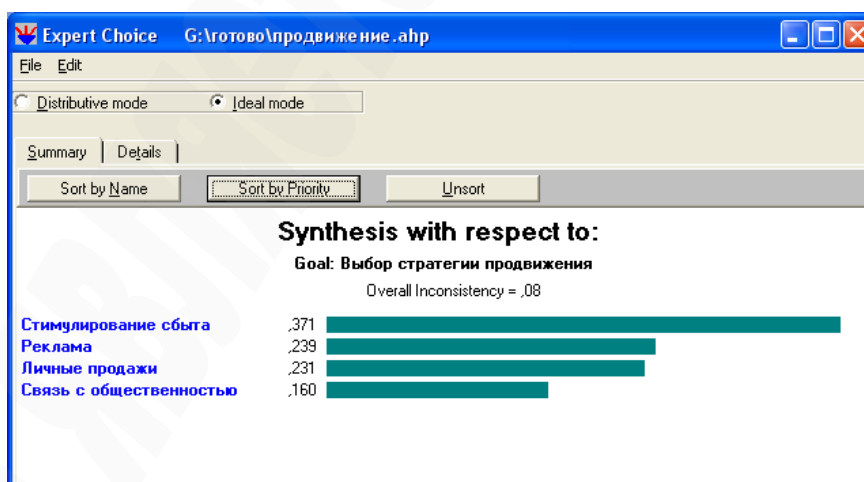 Expert Choice G:\готово\продвижение.ahp
File Edit
Distributive mode Ideal mode
Summary Details
Sort by Name Sort by Priority Unsort
Synthesis with respect to:
Goal: Выбор стратегии продвижения
Overall Inconsistency = ,08
Стимулирование сбыта ,371
Реклама ,239
Личные продажи ,231
Связь с общественностью ,160